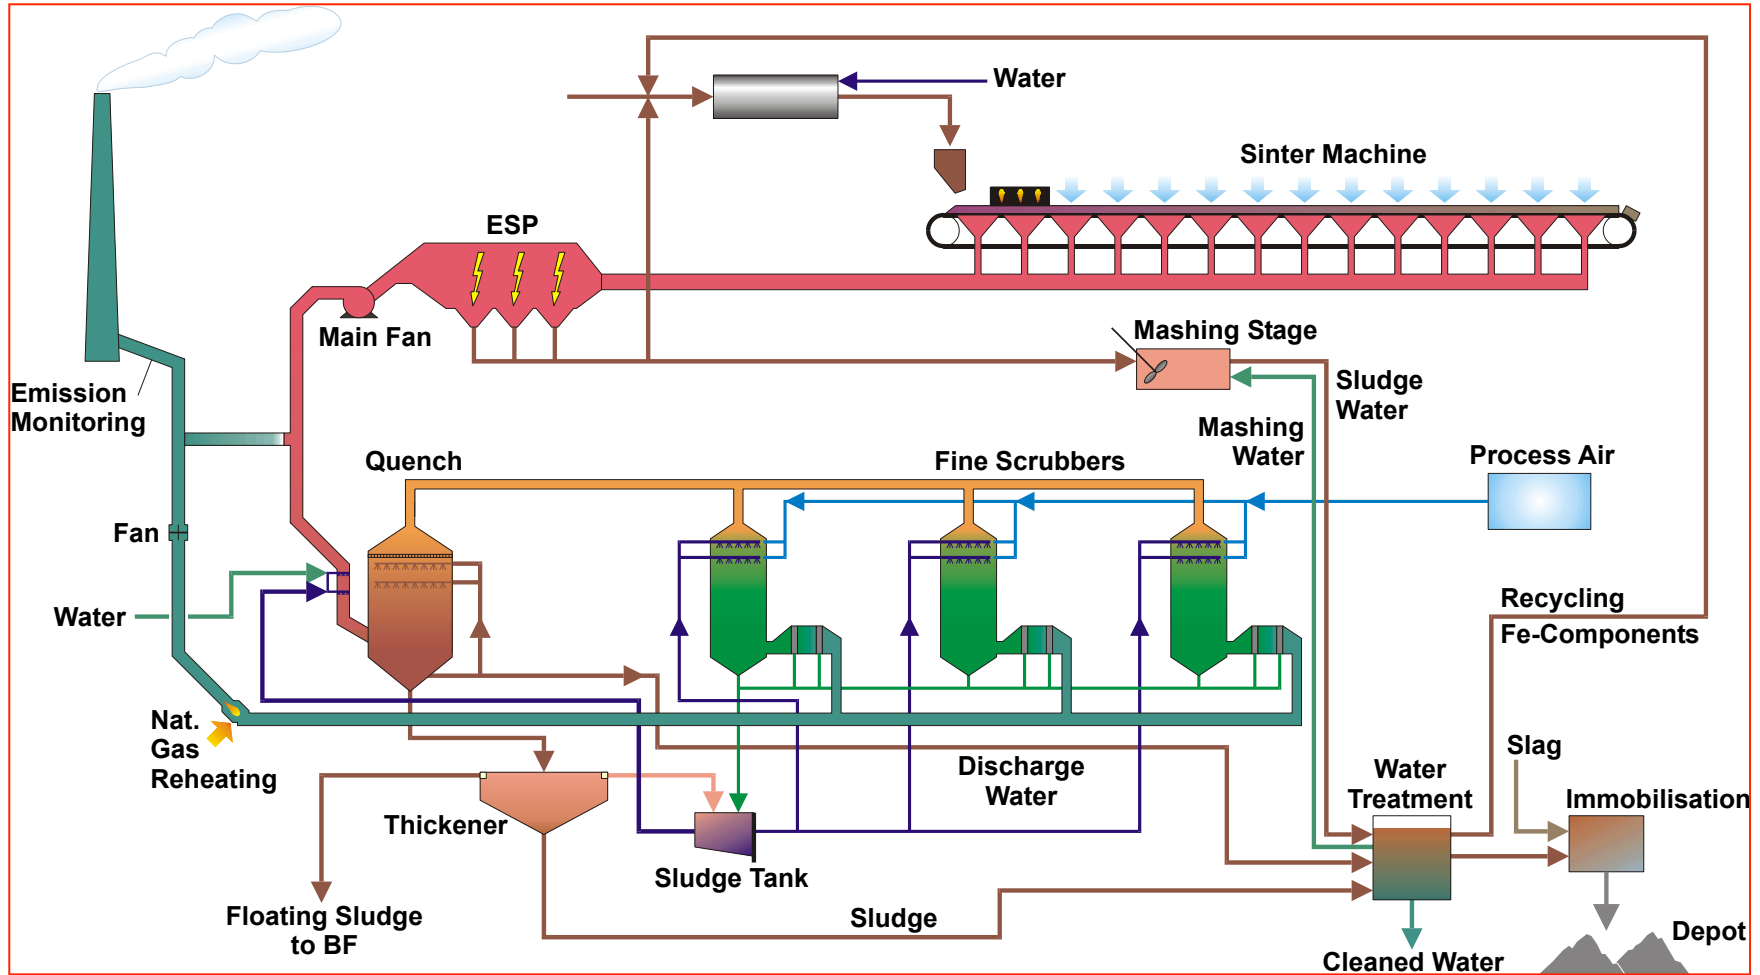 Water
Sinter Machine
ESP
Main Fan
Mashing Stage
Emission
Monitoring
Sludge
Water
Mashing
Water
Quench
Fine Scrubbers
Process Air
Fan
Water
Recycling
Fe-Components
Nat.
Gas
Reheating
Discharge
Water
Slag
Water
Treatment
Immobilisation
Thickener
Sludge Tank
Floating Sludge
to BF
Sludge
Depot
Cleaned Water